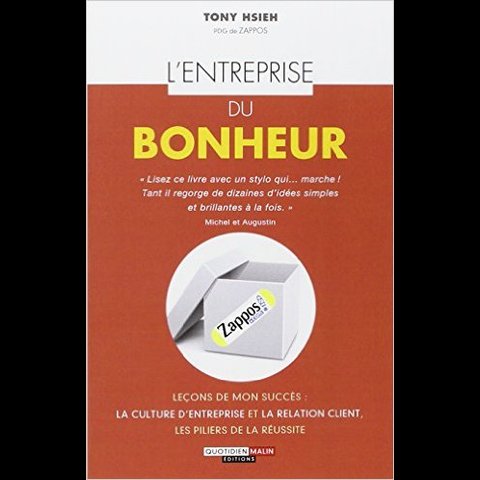 TONY HSIEH
PDG de ZAPPOS
L'ENTREPRISE
DU
BONHEUR
« Lisez ce livre avec un stylo qui... marche !
Tant il regorge de dizaines d'idées simples
et brillantes à la fois. »
Michel et Augustin
Zappos
LEÇONS DE MON SUCCÈS :
LA CULTURE D'ENTREPRISE ET LA RELATION CLIENT,
LES PILIERS DE LA RÉUSSITE
QUOTIDIEN MALIN
ÉDITIONS